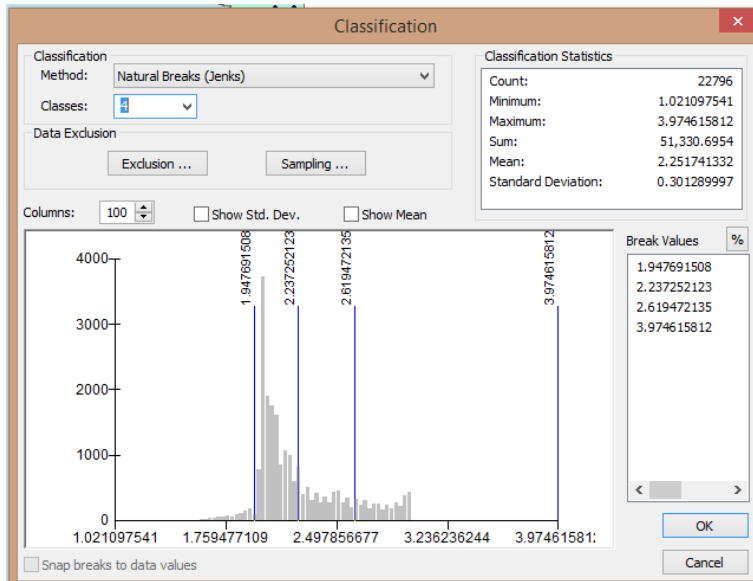 Classification
Classification
Method: Natural Breaks (Jenks)
Classes: 4
Data Exclusion
Exclusion ...
Sampling ...
Classification Statistics
Count: 22796
Minimum: 1.021097541
Maximum: 3.974615812
Sum: 51,330.6954
Mean: 2.251741332
Standard Deviation: 0.301289997
Columns: 100 Show Std. Dev. Show Mean
4000
3000
2000
1000
0
1.947691508
2.237252123
2.619472135
3.974615812
1.021097541 1.759477109 2.497856677 3.236236244 3.97461581
Break Values %
1.947691508
2.237252123
2.619472135
3.974615812
Snap breaks to data values
OK
Cancel